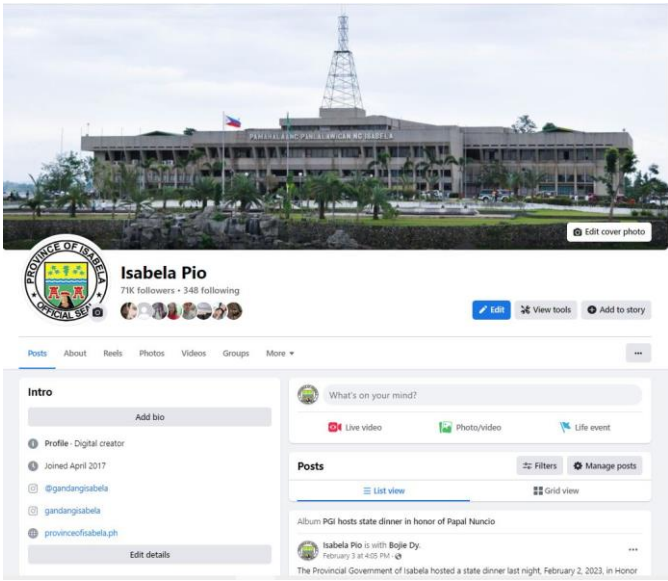 PAMAHALAANG PANLALAWIGAN NG ISABELA
Edit cover photo
PROVINCE OF ISABELA
OFFICIAL SEAL
Isabela Pio
71K followers • 348 following
Edit
View tools
Add to story
Posts
About
Reels
Photos
Videos
Groups
More
Intro
Add bio
Profile · Digital creator
Joined April 2017
@gandangisabela
gandangisabela
provinceofisabela.ph
Edit details
What's on your mind?
Live video
Photo/video
Life event
Posts
Filters
Manage posts
List view
Grid view
Album PGI hosts state dinner in honor of Papal Nuncio
Isabela Pio is with Bojie Dy.
February 3 at 4:05 PM ·
The Provincial Government of Isabela hosted a state dinner last night, February 2, 2023, in Honor